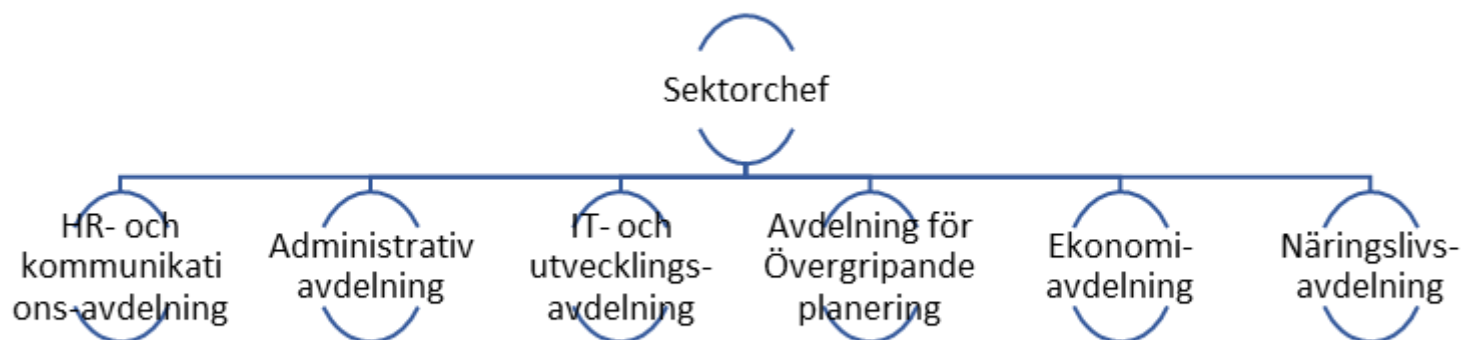 Sektorchef
HR- och
kommunikati
ons-avdelning
Administrativ
avdelning
IT- och
utvecklings-
avdelning
Avdelning för
Övergripande
planering
Ekonomi-
avdelning
Näringslivs-
avdelning